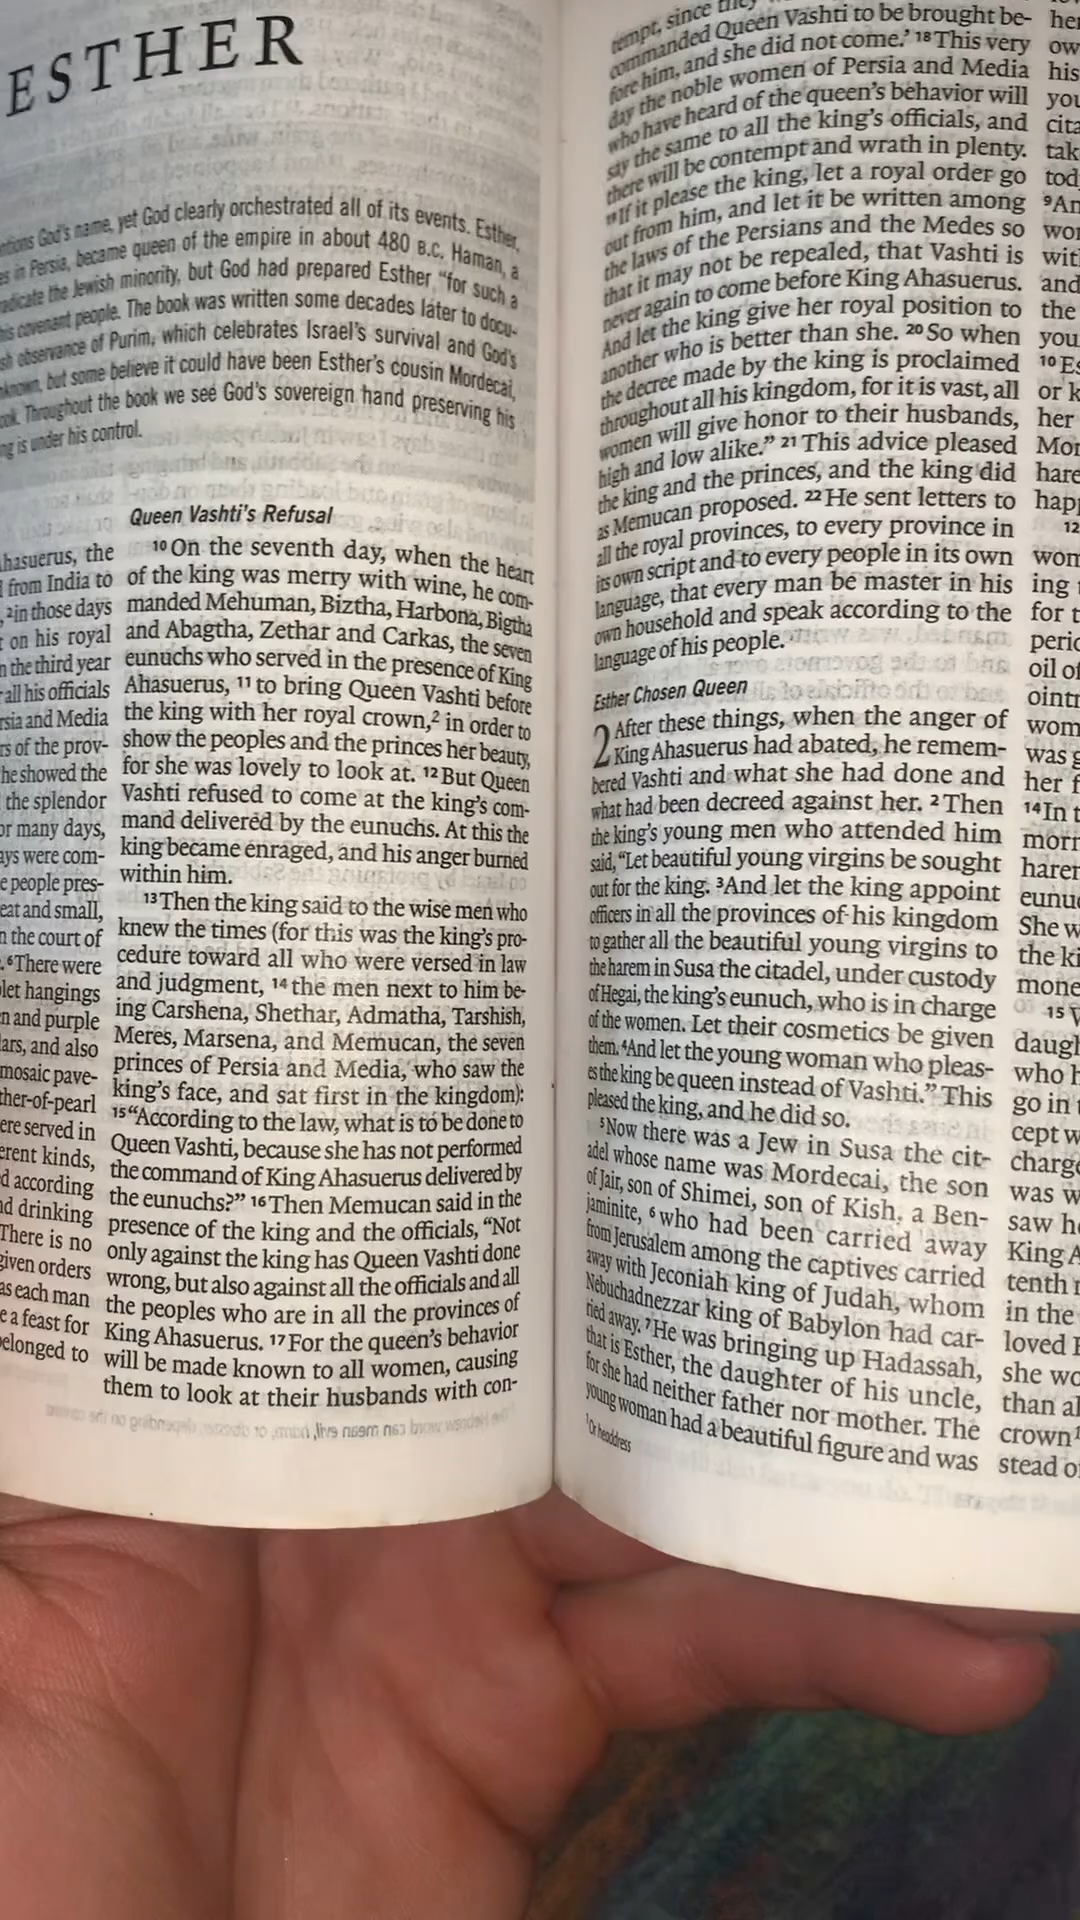 ESTHER
God's name, yet God clearly orchestrated all of its events. Esther,
in Persia, became queen of the empire in about 480 B.C. Haman, a
the Jewish minority, but God had prepared Esther "for such a
covenant people. The book was written some decades later to docu-
observance of Purim, which celebrates Israel's survival and God's
but some believe it could have been Esther's cousin Mordecai,
Throughout the book we see God's sovereign hand preserving his
is under his control.
the
from India to
2 in those days
on his royal
the third year
all his officials
and Media
of the prov-
he showed the
the splendor
many days,
were com-
people pres-
and small,
the court of
6 There were
hangings
and purple
and also
mosaic pave-
served in
kinds,
according
drinking
There is no
given orders
as each man
a feast for
belonged to
Queen Vashti's Refusal
10 On the seventh day, when the heart
of the king was merry with wine, he com-
manded Mehuman, Biztha, Harbona, Bigtha
and Abagtha, Zethar and Carkas, the seven
eunuchs who served in the presence of King
Ahasuerus, 11 to bring Queen Vashti before
the king with her royal crown,2 in order to
show the peoples and the princes her beauty,
for she was lovely to look at. 12 But Queen
Vashti refused to come at the king's com-
mand delivered by the eunuchs. At this the
king became enraged, and his anger burned
within him.
13 Then the king said to the wise men who
knew the times (for this was the king's pro-
cedure toward all who were versed in law
and judgment, 14 the men next to him be-
ing Carshena, Shethar, Admatha, Tarshish,
Meres, Marsena, and Memucan, the seven
princes of Persia and Media, who saw the
king's face, and sat first in the kingdom):
15 "According to the law, what is to be done to
Queen Vashti, because she has not performed
the command of King Ahasuerus delivered by
the eunuchs?" 16 Then Memucan said in the
presence of the king and the officials, "Not
only against the king has Queen Vashti done
wrong, but also against all the officials and all
the peoples who are in all the provinces of
King Ahasuerus. 17 For the queen's behavior
will be made known to all women, causing
them to look at their husbands with con-
tempt, since they
commanded Queen Vashti to be brought be-
fore him, and she did not come.' 18 This very
day the noble women of Persia and Media
who have heard of the queen's behavior will
say the same to all the king's officials, and
there will be contempt and wrath in plenty.
19 If it please the king, let a royal order go
out from him, and let it be written among
the laws of the Persians and the Medes so
that it may not be repealed, that Vashti is
never again to come before King Ahasuerus.
And let the king give her royal position to
another who is better than she. 20 So when
the decree made by the king is proclaimed
throughout all his kingdom, for it is vast, all
women will give honor to their husbands,
high and low alike." 21 This advice pleased
the king and the princes, and the king did
as Memucan proposed. 22 He sent letters to
all the royal provinces, to every province in
its own script and to every people in its own
language, that every man be master in his
own household and speak according to the
language of his people.
Esther Chosen Queen
2 After these things, when the anger of
King Ahasuerus had abated, he remem-
bered Vashti and what she had done and
what had been decreed against her. 2 Then
the king's young men who attended him
said, "Let beautiful young virgins be sought
out for the king. 3 And let the king appoint
officers in all the provinces of his kingdom
to gather all the beautiful young virgins to
the harem in Susa the citadel, under custody
of Hegai, the king's eunuch, who is in charge
of the women. Let their cosmetics be given
them. 4 And let the young woman who pleas-
es the king be queen instead of Vashti." This
pleased the king, and he did so.
5 Now there was a Jew in Susa the cit-
adel whose name was Mordecai, the son
of Jair, son of Shimei, son of Kish, a Ben-
jaminite, 6 who had been carried away
from Jerusalem among the captives carried
away with Jeconiah king of Judah, whom
Nebuchadnezzar king of Babylon had car-
ried away. 7 He was bringing up Hadassah,
that is Esther, the daughter of his uncle,
for she had neither father nor mother. The
young woman had a beautiful figure and was
1 Or headdress
his
9
the
10
her
12
ing
for
oil of
was
her
14 In
She
the
15
who
go in
was
saw
King
in the
loved
she
than
crown1
stead